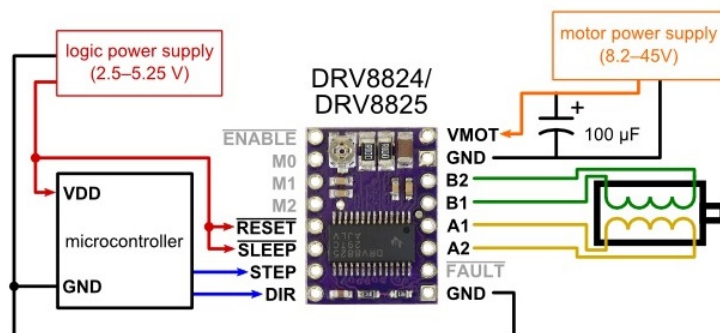 logic power supply
(2.5–5.25 V)
motor power supply
(8.2–45V)
DRV8824/
DRV8825
+
100 µF
ENABLE
M0
M1
M2
RESET
SLEEP
STEP
DIR
VMOT
GND
B2
B1
A1
A2
FAULT
GND
VDD
microcontroller
GND
DRV8825